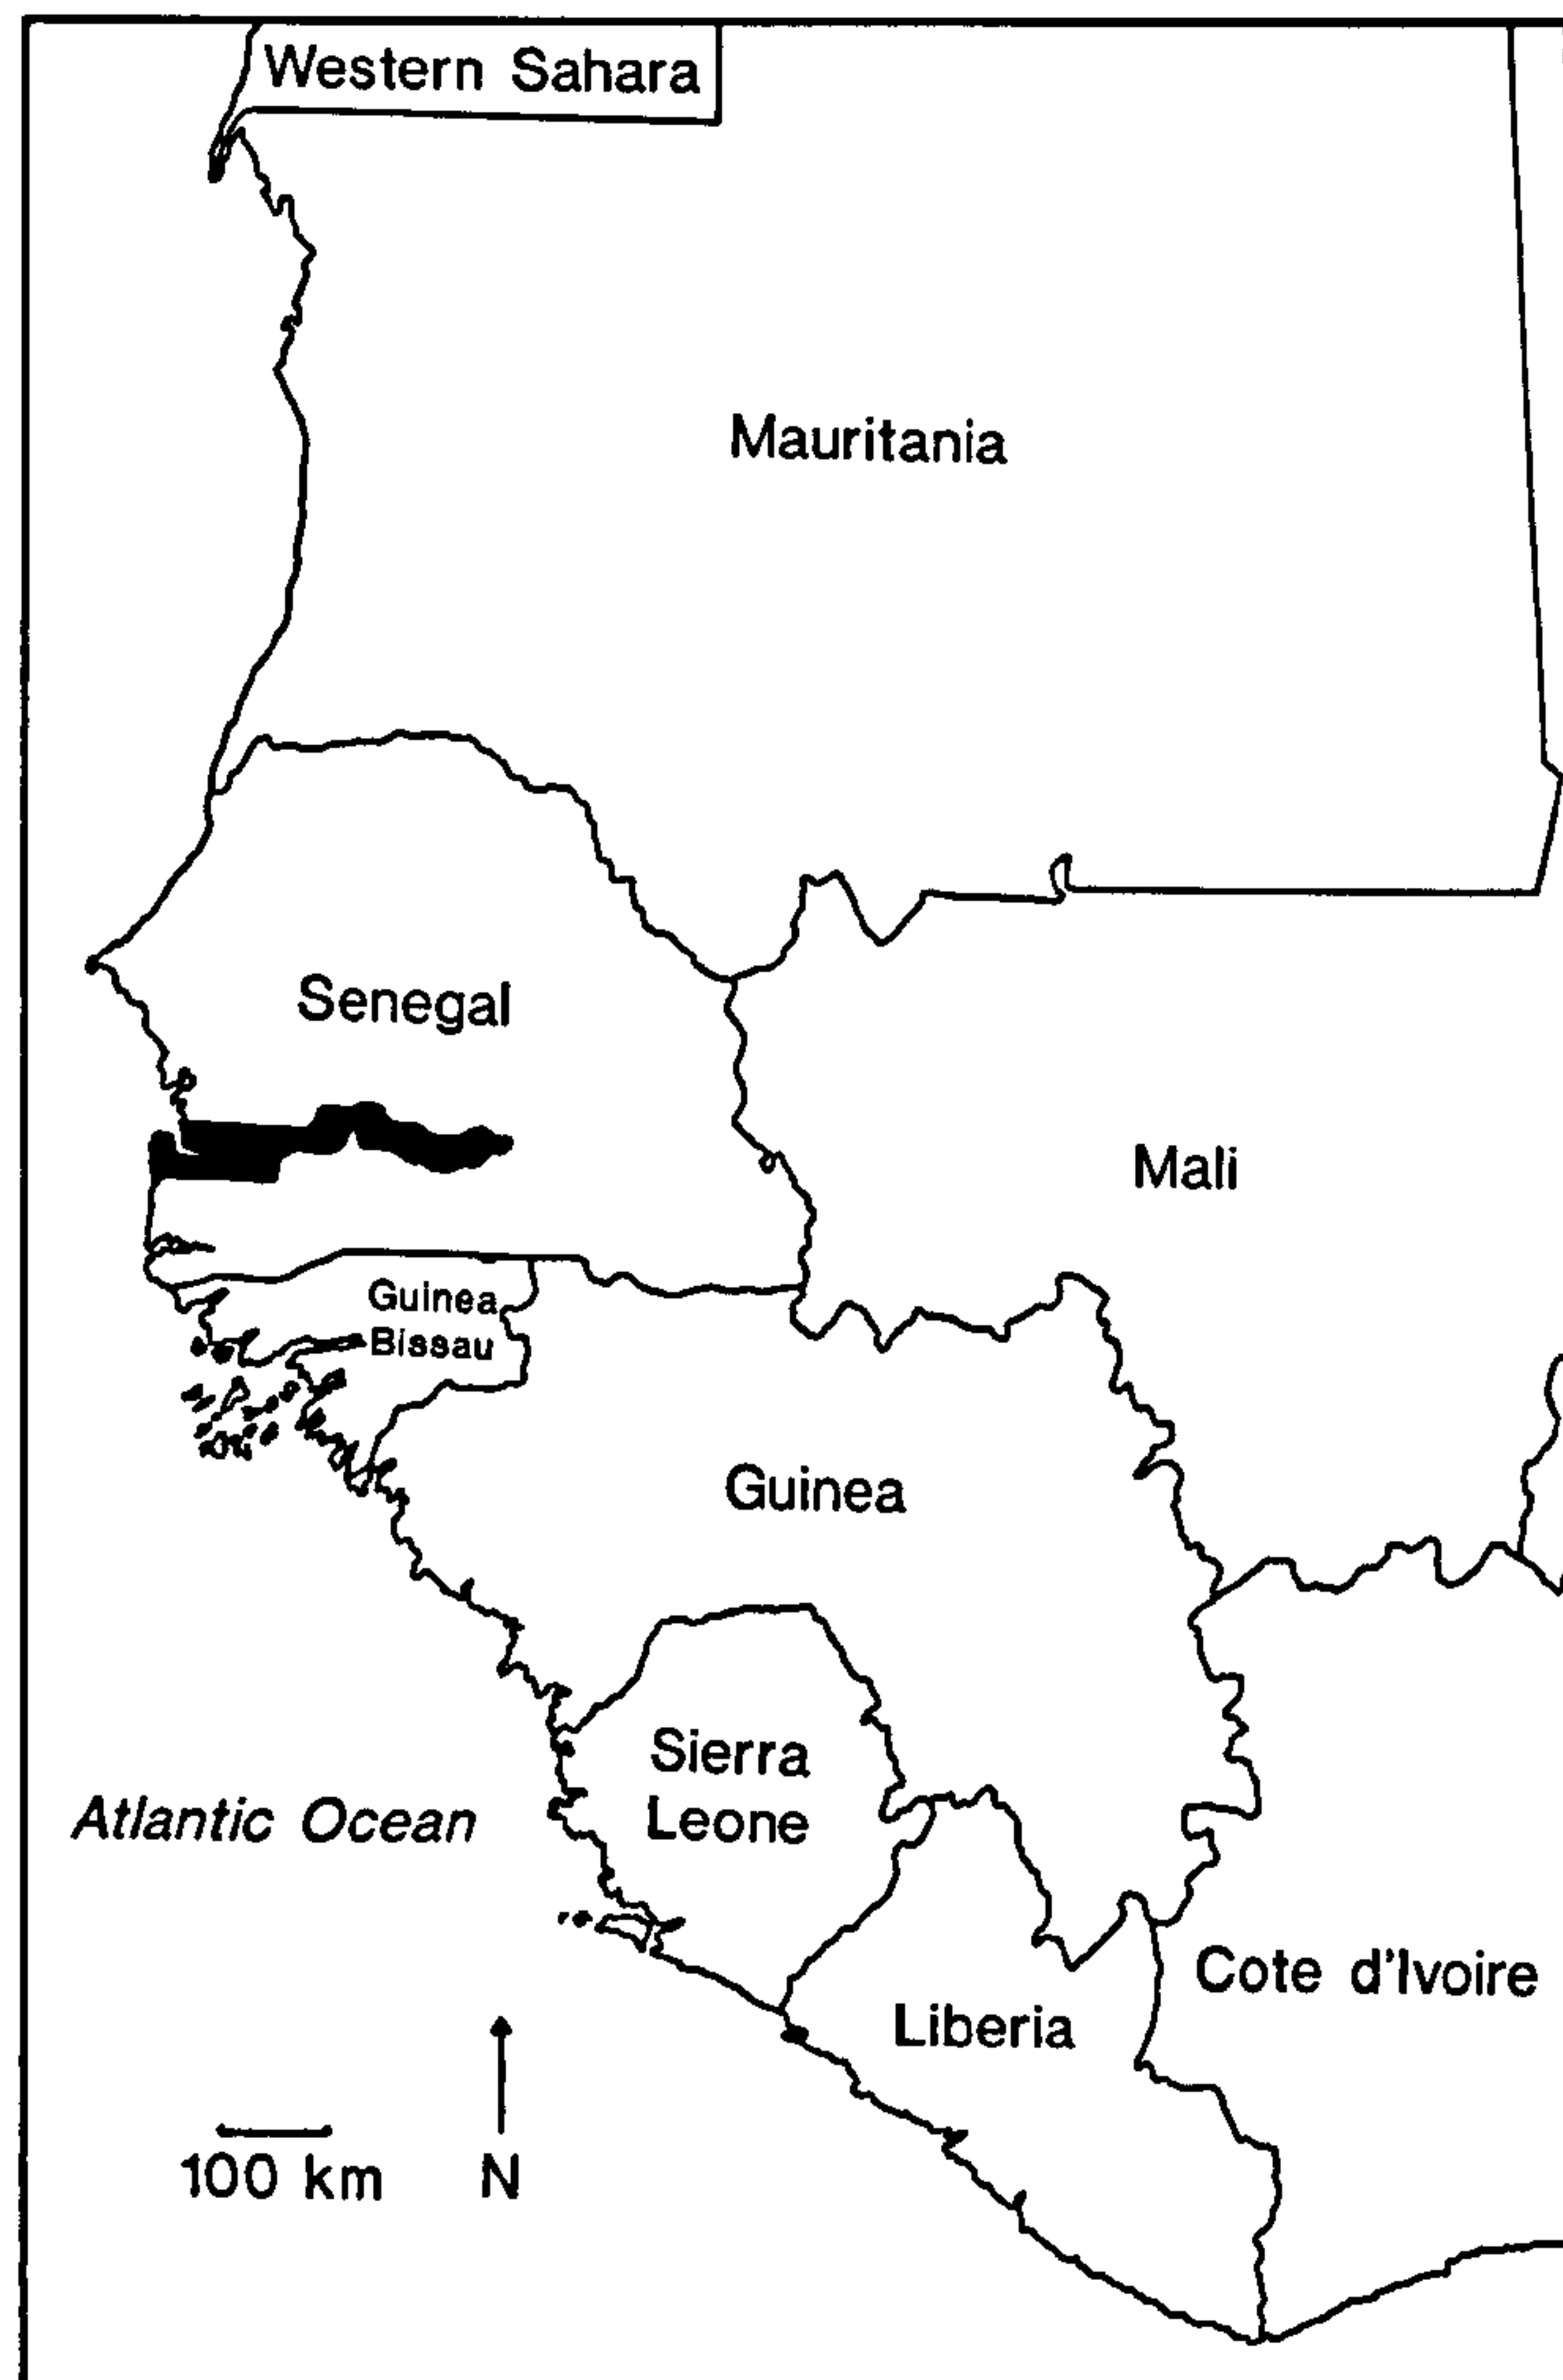 Western Sahara
Mauritania
Senegal
Mali
Guinea
Bissau
Guinea
Sierra
Leone
Atlantic Ocean
Cote d'Ivoire
Liberia
100 km
N